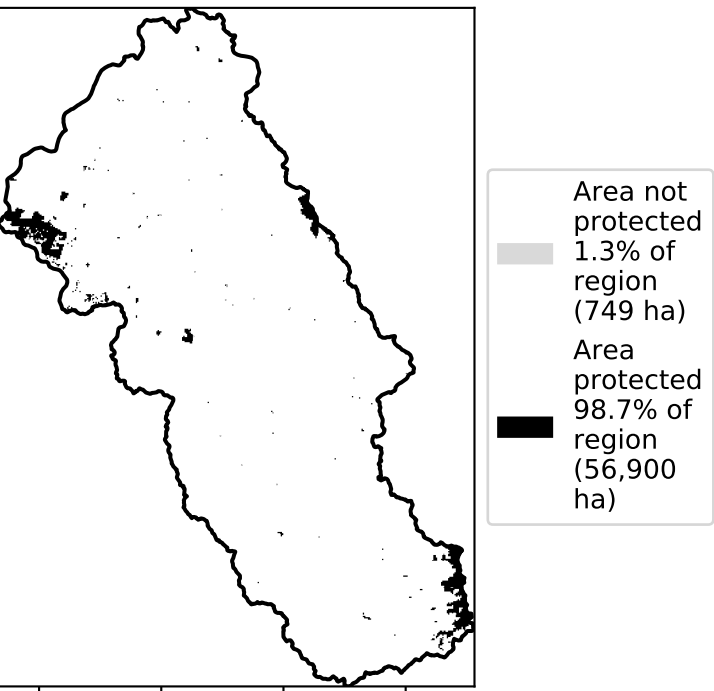 Area not
protected
1.3% of
region
(749 ha)
Area
protected
98.7% of
region
(56,900
ha)